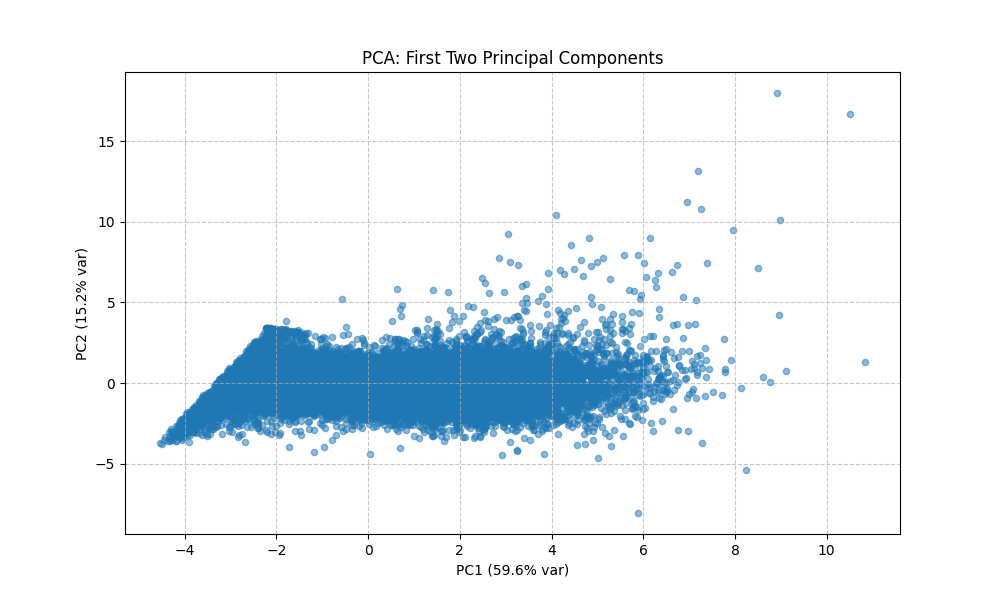 PCA: First Two Principal Components
15
10
5
0
−5
PC2 (15.2% var)
−4 −2 0 2 4 6 8 10
PC1 (59.6% var)